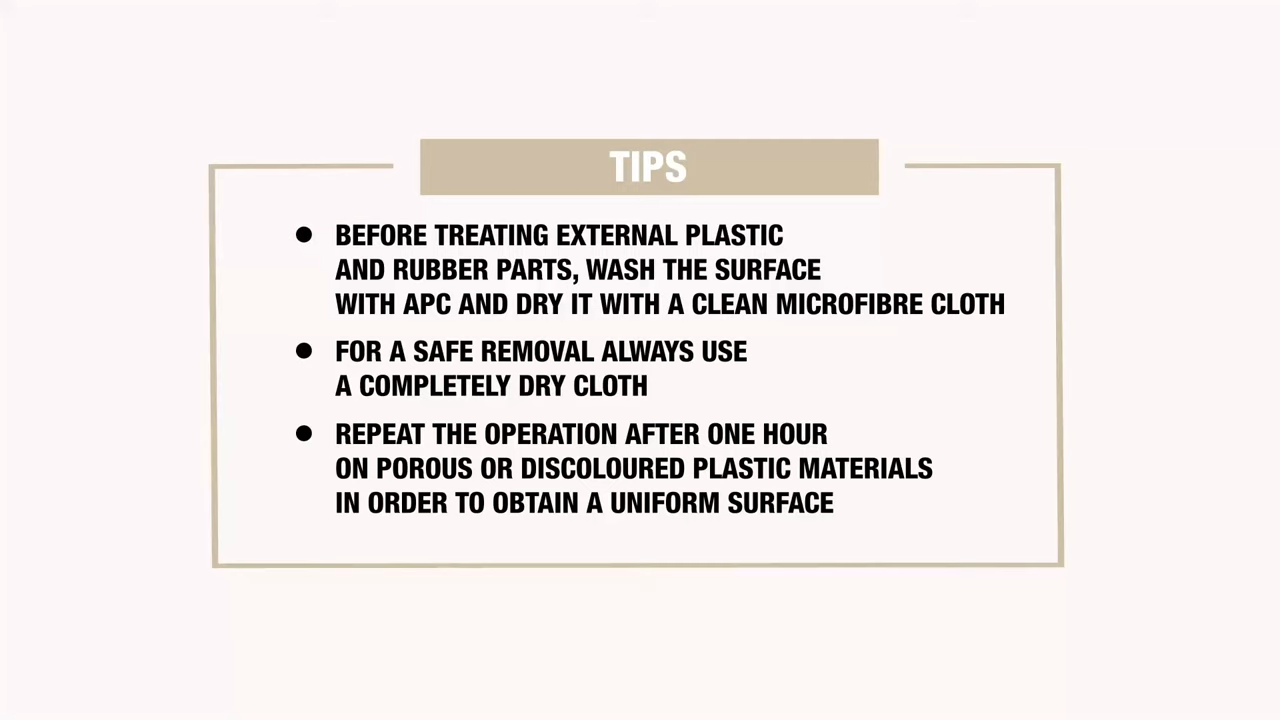 TIPS
● BEFORE TREATING EXTERNAL PLASTIC
AND RUBBER PARTS, WASH THE SURFACE
WITH APC AND DRY IT WITH A CLEAN MICROFIBRE CLOTH
● FOR A SAFE REMOVAL ALWAYS USE
A COMPLETELY DRY CLOTH
● REPEAT THE OPERATION AFTER ONE HOUR
ON POROUS OR DISCOLOURED PLASTIC MATERIALS
IN ORDER TO OBTAIN A UNIFORM SURFACE